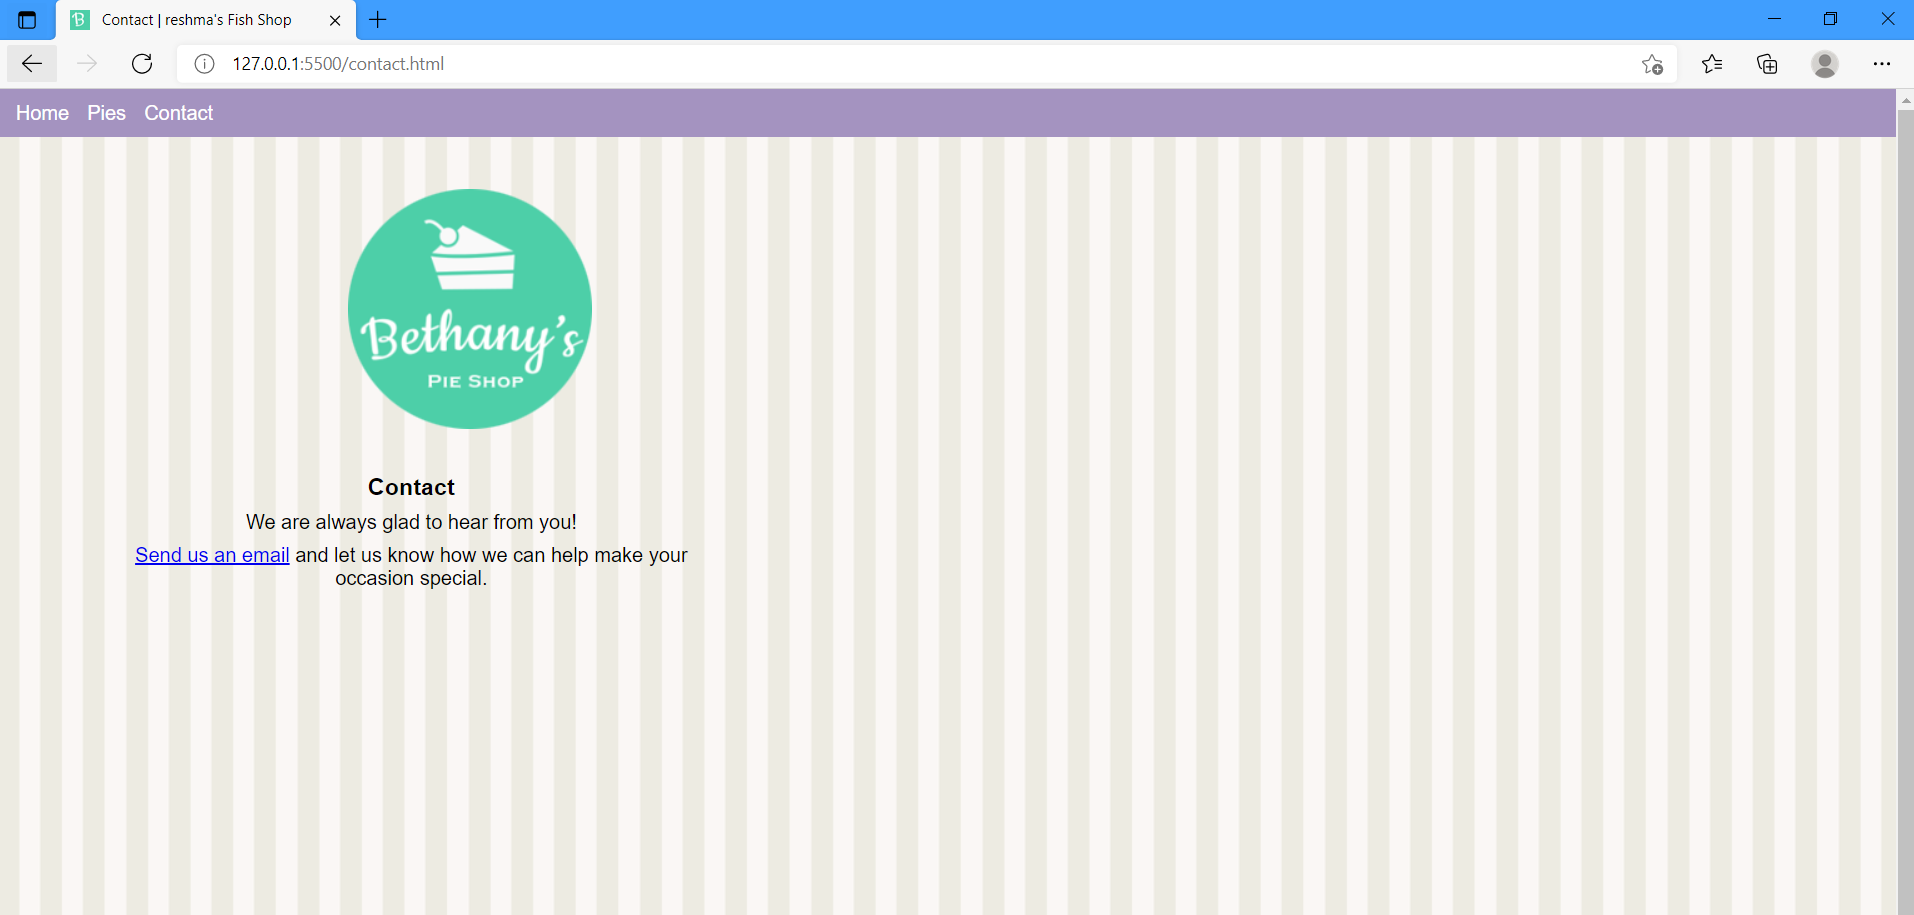 Contact | reshma's Fish Shop
127.0.0.1:5500/contact.html
Home Pies Contact
Bethany's
PIE SHOP
Contact
We are always glad to hear from you!
Send us an email and let us know how we can help make your
occasion special.